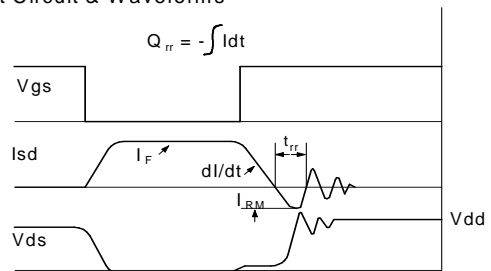 t Circuit & Waveforms
Q rr = - ∫ Idt
Vgs
Isd
I F
dI/dt
t rr
I RM
Vdd
Vds